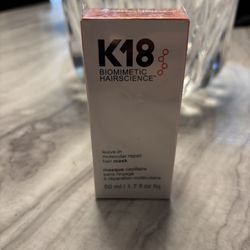 K18
BIOMIMETIC
HAIRSCIENCE
leave-in
molecular repair
hair mask
masque capillaire
sans rinçage
à réparation moléculaire
50 ml / 1.7 fl oz liq